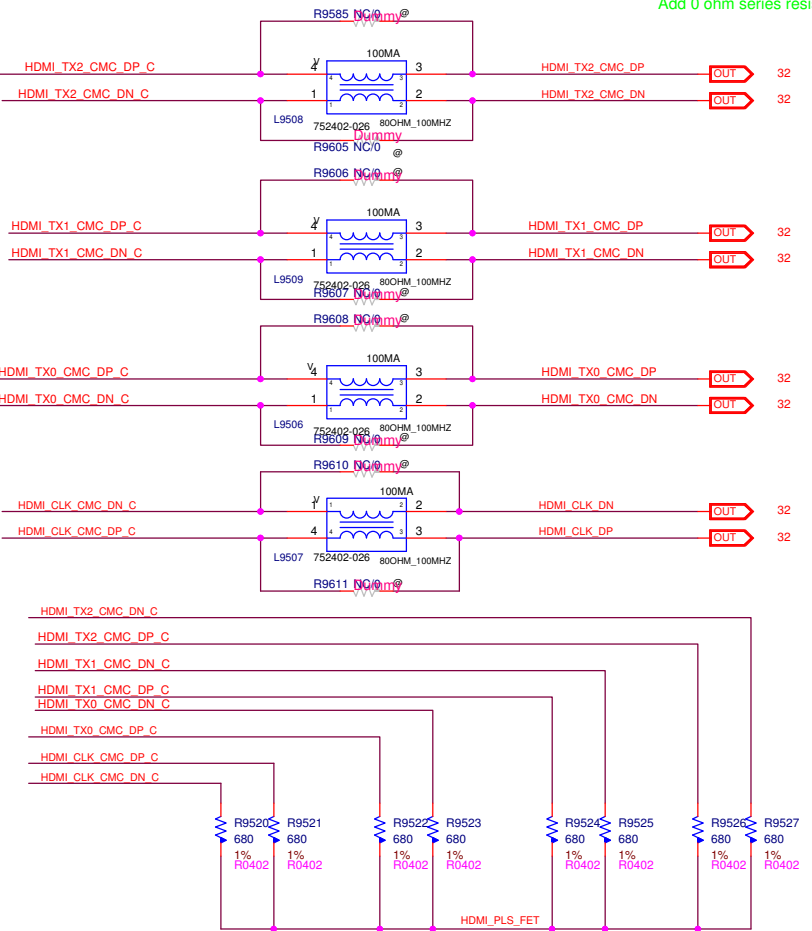 Add 0 ohm series resi
R9585 NC/0 Dummy @
100MA
HDMI_TX2_CMC_DP_C 4 3 HDMI_TX2_CMC_DP OUT 32
HDMI_TX2_CMC_DN_C 1 2 HDMI_TX2_CMC_DN OUT 32
L9508 752402-026 80OHM_100MHZ
Dummy
R9605 NC/0 @
R9606 NC/0 Dummy
100MA
HDMI_TX1_CMC_DP_C 4 3 HDMI_TX1_CMC_DP OUT 32
HDMI_TX1_CMC_DN_C 1 2 HDMI_TX1_CMC_DN OUT 32
L9509 752402-026 80OHM_100MHZ
R9607 NC/0 Dummy @
R9608 NC/0 Dummy @
100MA
HDMI_TX0_CMC_DP_C 4 3 HDMI_TX0_CMC_DP OUT 32
HDMI_TX0_CMC_DN_C 1 2 HDMI_TX0_CMC_DN OUT 32
L9506 752402-026 80OHM_100MHZ
R9609 NC/0 Dummy @
R9610 NC/0 Dummy @
100MA
HDMI_CLK_CMC_DN_C 1 2 HDMI_CLK_DN OUT 32
HDMI_CLK_CMC_DP_C 4 3 HDMI_CLK_DP OUT 32
L9507 752402-026 80OHM_100MHZ
R9611 NC/0 Dummy @
HDMI_TX2_CMC_DN_C
HDMI_TX2_CMC_DP_C
HDMI_TX1_CMC_DN_C
HDMI_TX1_CMC_DP_C
HDMI_TX0_CMC_DN_C
HDMI_TX0_CMC_DP_C
HDMI_CLK_CMC_DP_C
HDMI_CLK_CMC_DN_C
R9520 R9521 R9522 R9523 R9524 R9525 R9526 R9527
680 680 680 680 680 680 680 680
1% 1% 1% 1% 1% 1% 1% 1%
R0402 R0402 R0402 R0402 R0402 R0402 R0402 R0402
HDMI_PLS_FET